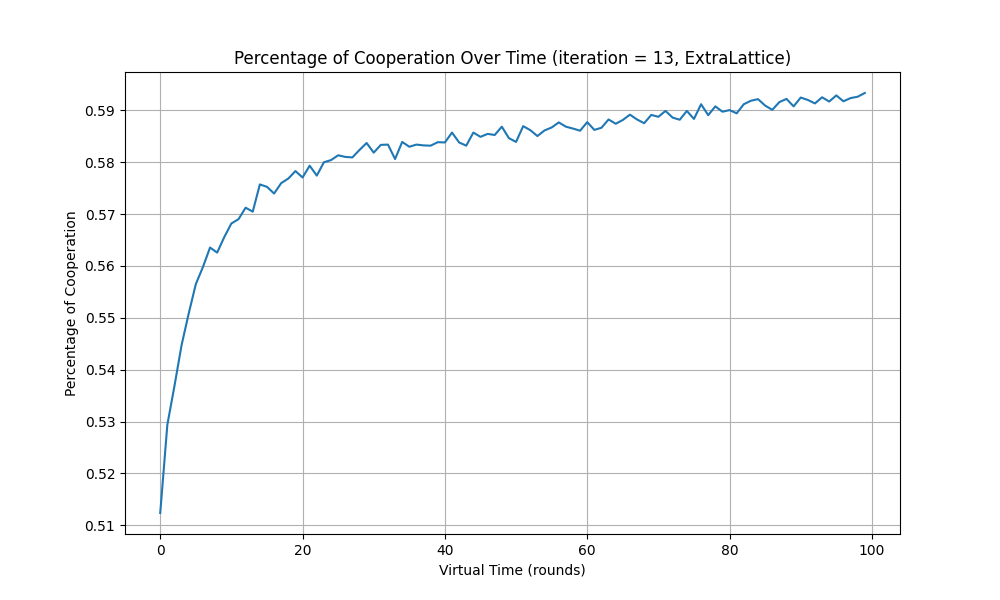 Percentage of Cooperation Over Time (iteration = 13, ExtraLattice)
Percentage of Cooperation
0.59
0.58
0.57
0.56
0.55
0.54
0.53
0.52
0.51
0 20 40 60 80 100
Virtual Time (rounds)